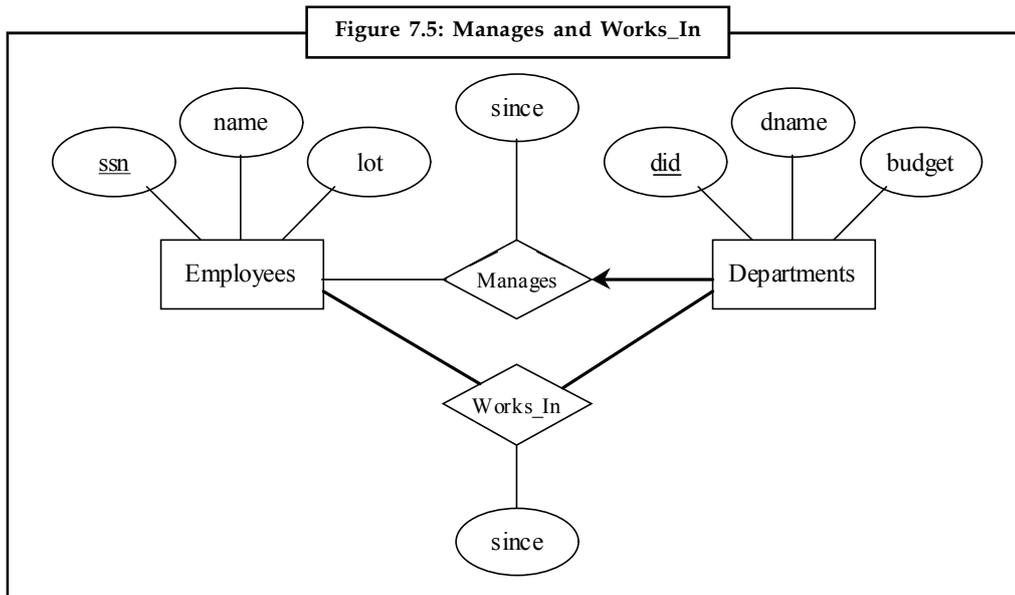 Figure 7.5: Manages and Works_In
since
name
dname
ssn
lot
did
budget
Employees
Manages
Departments
Works_In
since